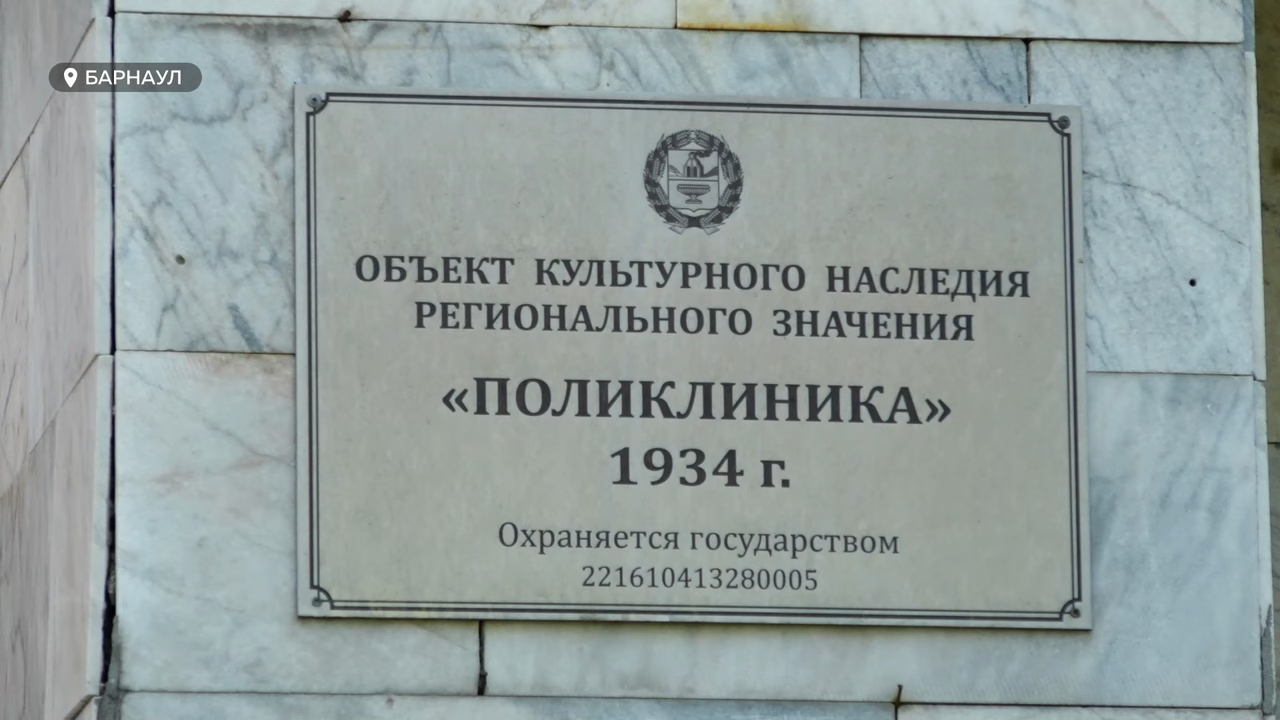 БАРНАУЛ
ОБЪЕКТ КУЛЬТУРНОГО НАСЛЕДИЯ
РЕГИОНАЛЬНОГО ЗНАЧЕНИЯ
«ПОЛИКЛИНИКА»
1934 г.
Охраняется государством
221610413280005